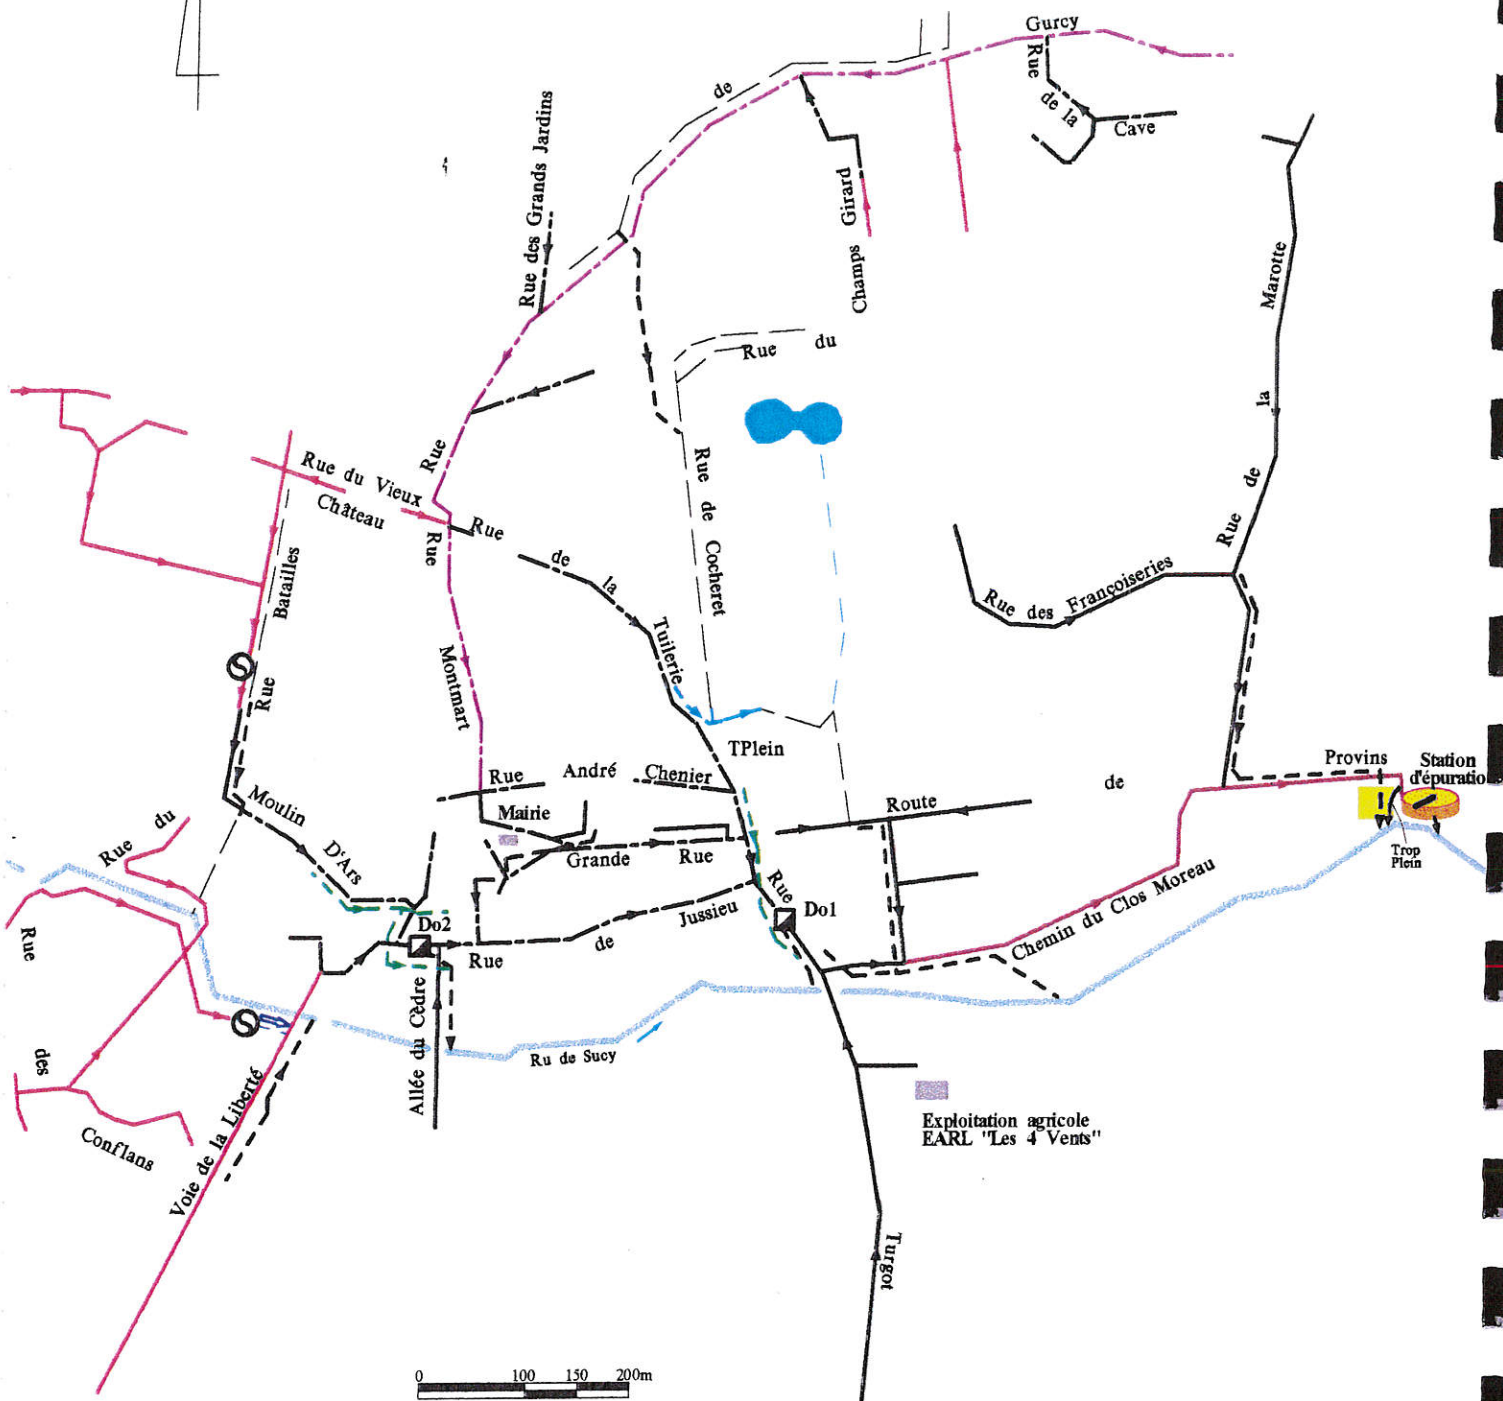 Gurcy
Rue
de la
Cave
de
Rue des Grands Jardins
Champs Girard
Marotte
la
de
Rue
Rue du
Rue
Rue du Vieux
Château
Rue
Rue
de
la
Tuilerie
Rue de Cocheret
Batailles
Rue
Montmart
Rue des Françoiseries
TPlein
Rue André Chenier
de
Provins
Station
d'épuratio
Route
Moulin
D'Ars
Mairie
Grande Rue
Trop
Plein
Rue du
Rue
Do1
Do2
Rue de Jussieu
Chemin du Clos Moreau
Rue
des
Conflans
Allée du Cèdre
Voie de la Liberté
Ru de Sucy
Exploitation agricole
EARL "Les 4 Vents"
Turgot
0 100 150 200m